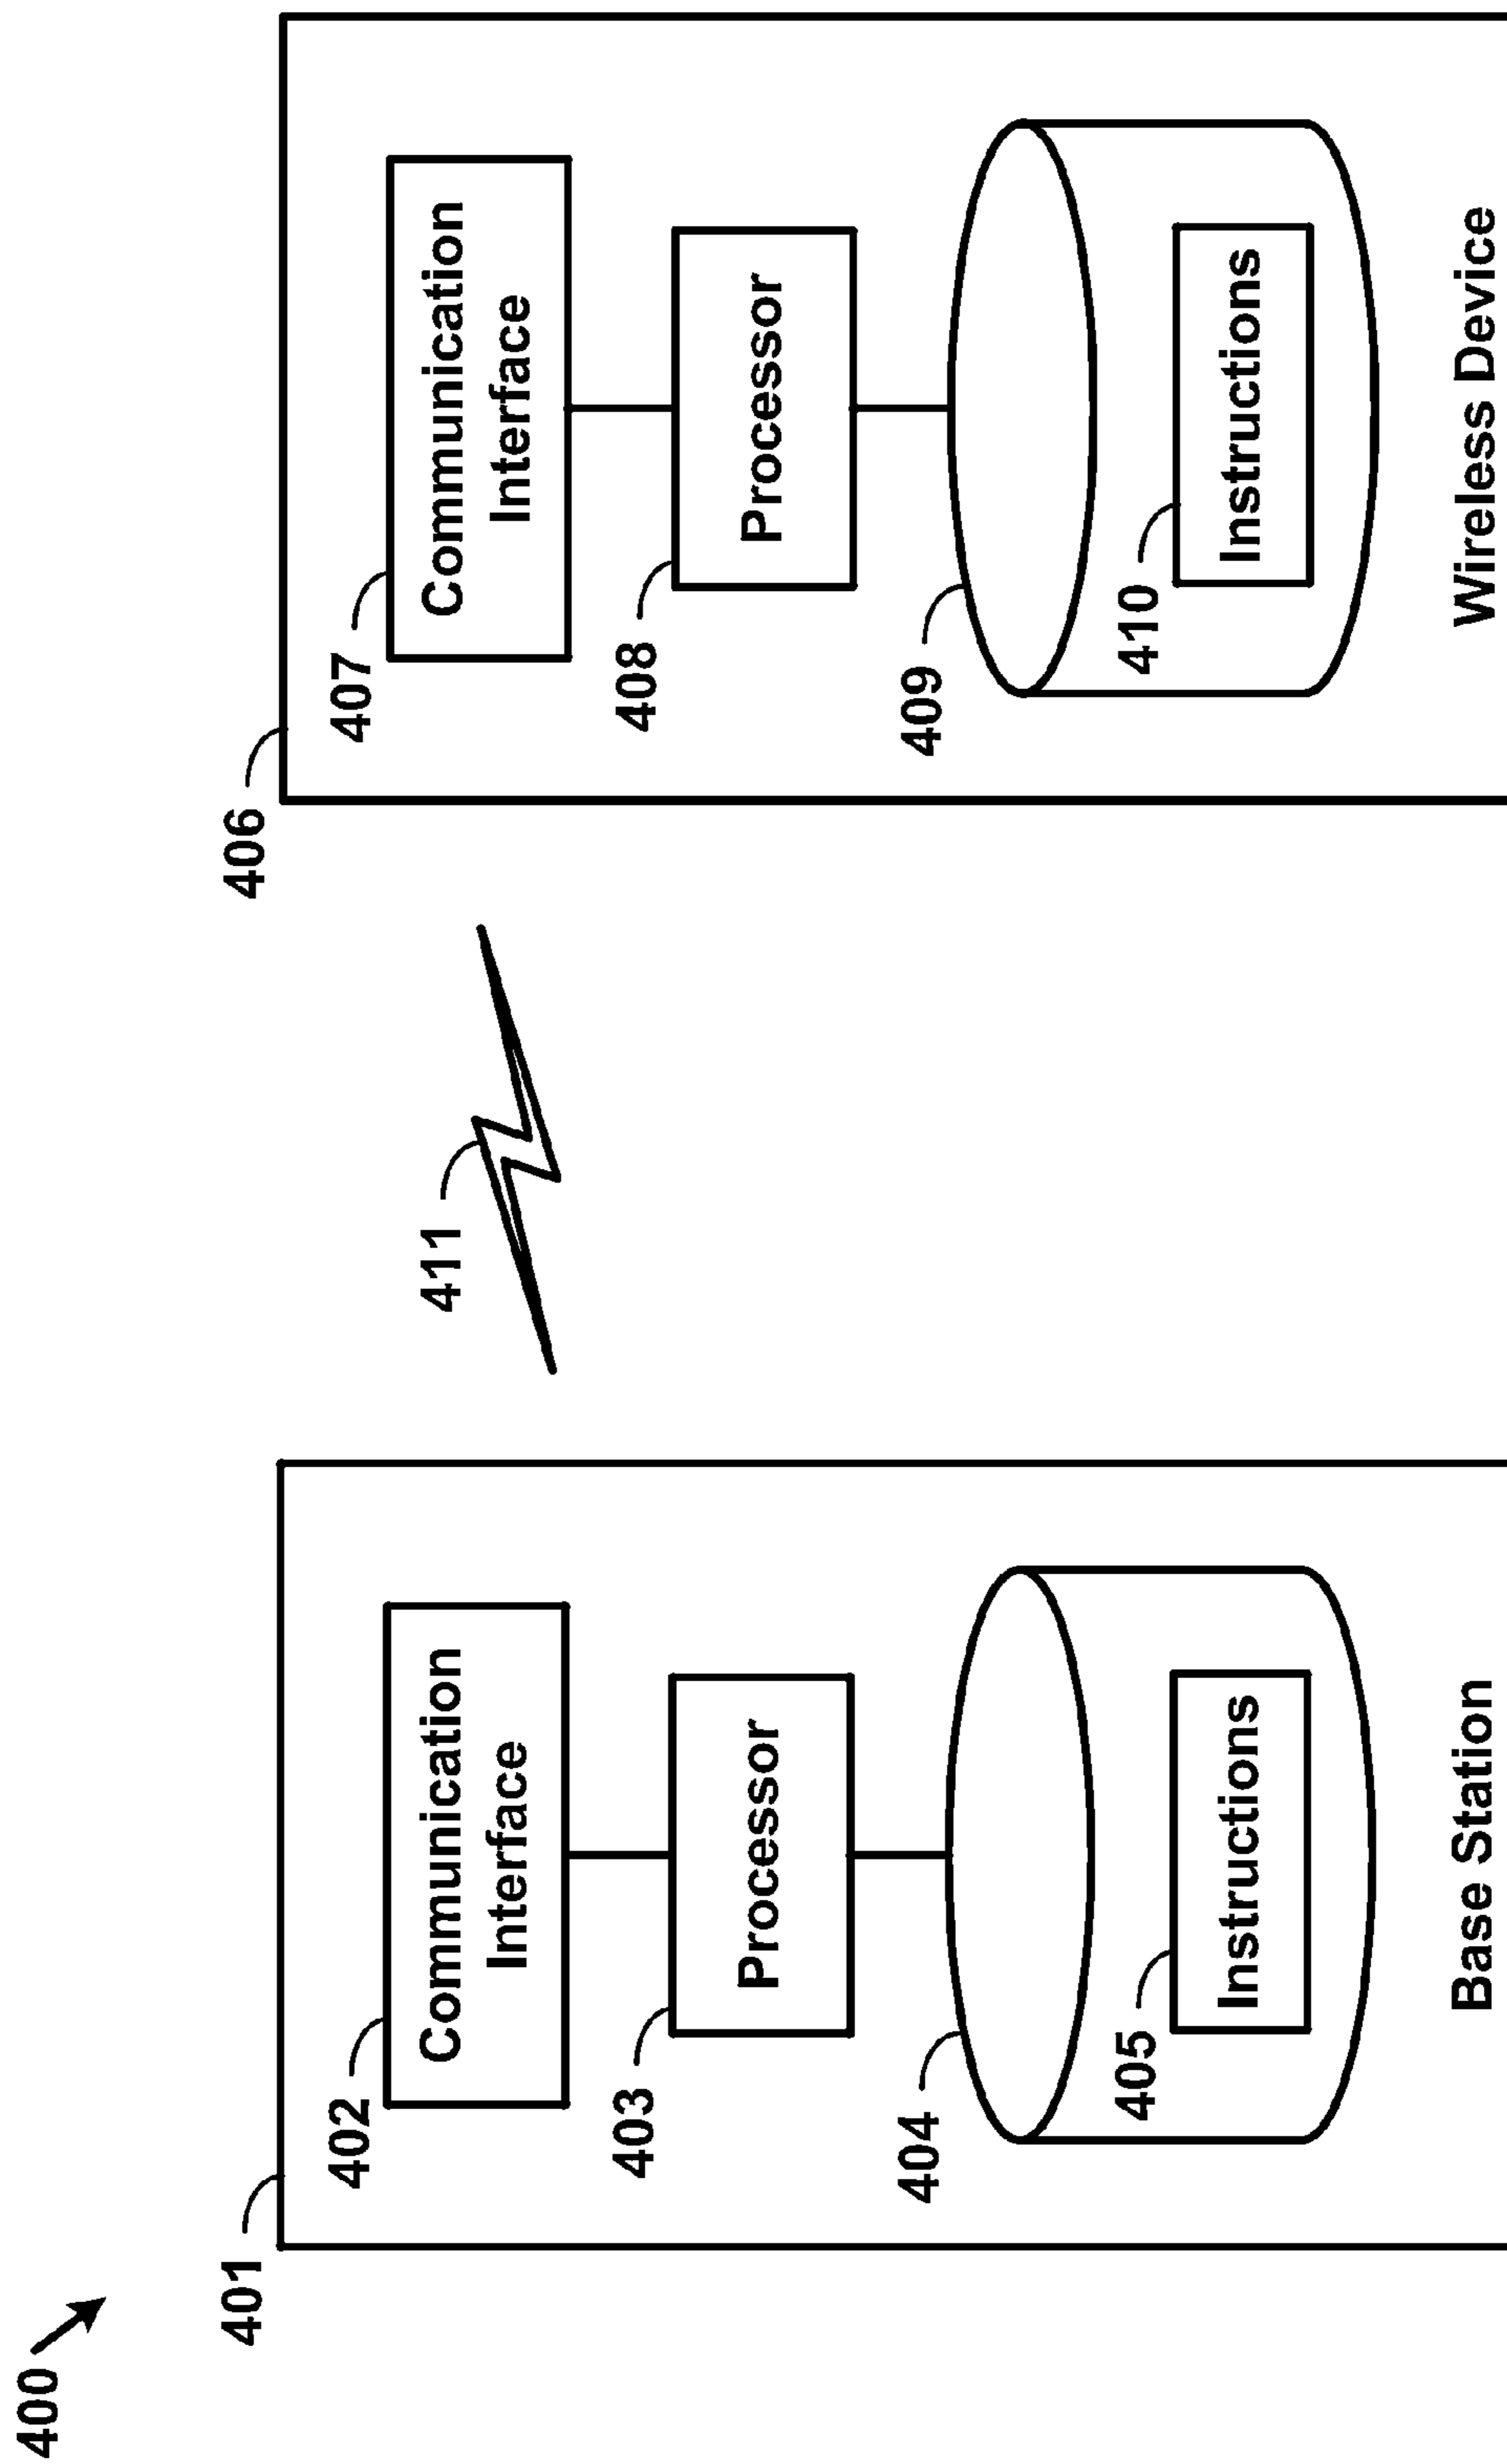 400
401
402
Communication
Interface
403
Processor
404
405
Instructions
Base Station
411
406
407
Communication
Interface
408
Processor
409
410
Instructions
Wireless Device